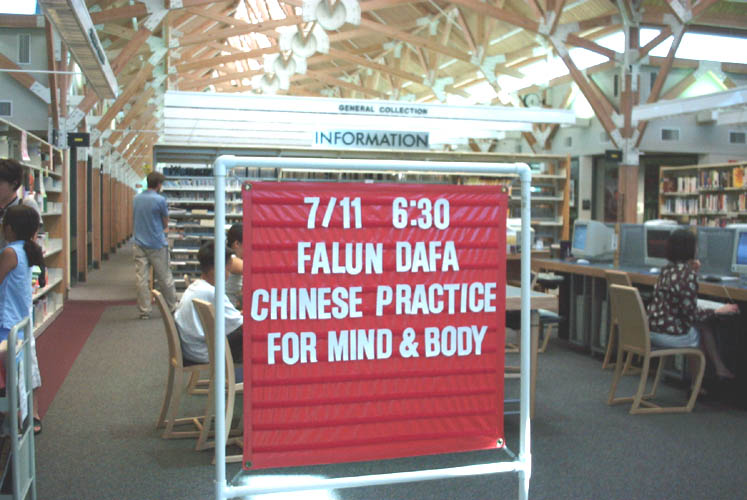 GENERAL COLLECTION
INFORMATION
7/11 6:30
FALUN DAFA
CHINESE PRACTICE
FOR MIND & BODY